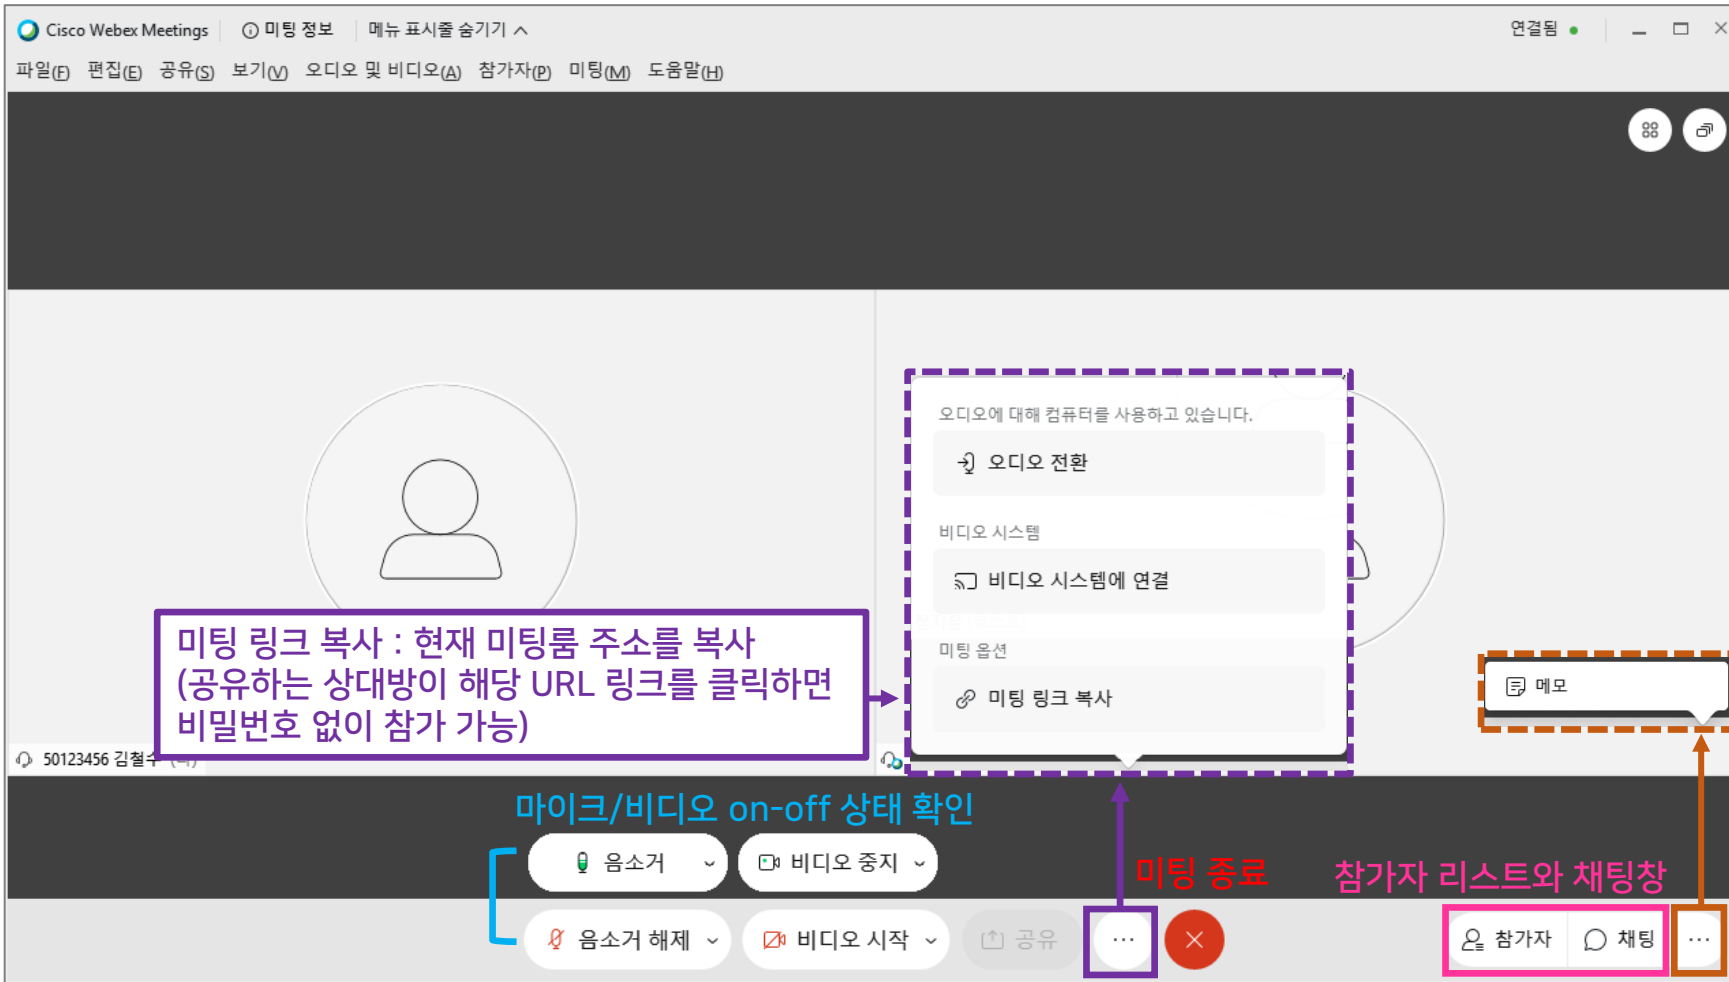 Cisco Webex Meetings 미팅 정보 메뉴 표시줄 숨기기 연결됨
파일(F) 편집(E) 공유(S) 보기(V) 오디오 및 비디오(A) 참가자(P) 미팅(M) 도움말(H)
오디오에 대해 컴퓨터를 사용하고 있습니다.
오디오 전환
비디오 시스템
비디오 시스템에 연결
미팅 옵션
미팅 링크 복사
미팅 링크 복사 : 현재 미팅룸 주소를 복사
(공유하는 상대방이 해당 URL 링크를 클릭하면
비밀번호 없이 참가 가능)
메모
50123456 김철수
마이크/비디오 on-off 상태 확인
음소거 비디오 중지
미팅 종료
참가자 리스트와 채팅창
음소거 해제 비디오 시작 공유 참가자 채팅